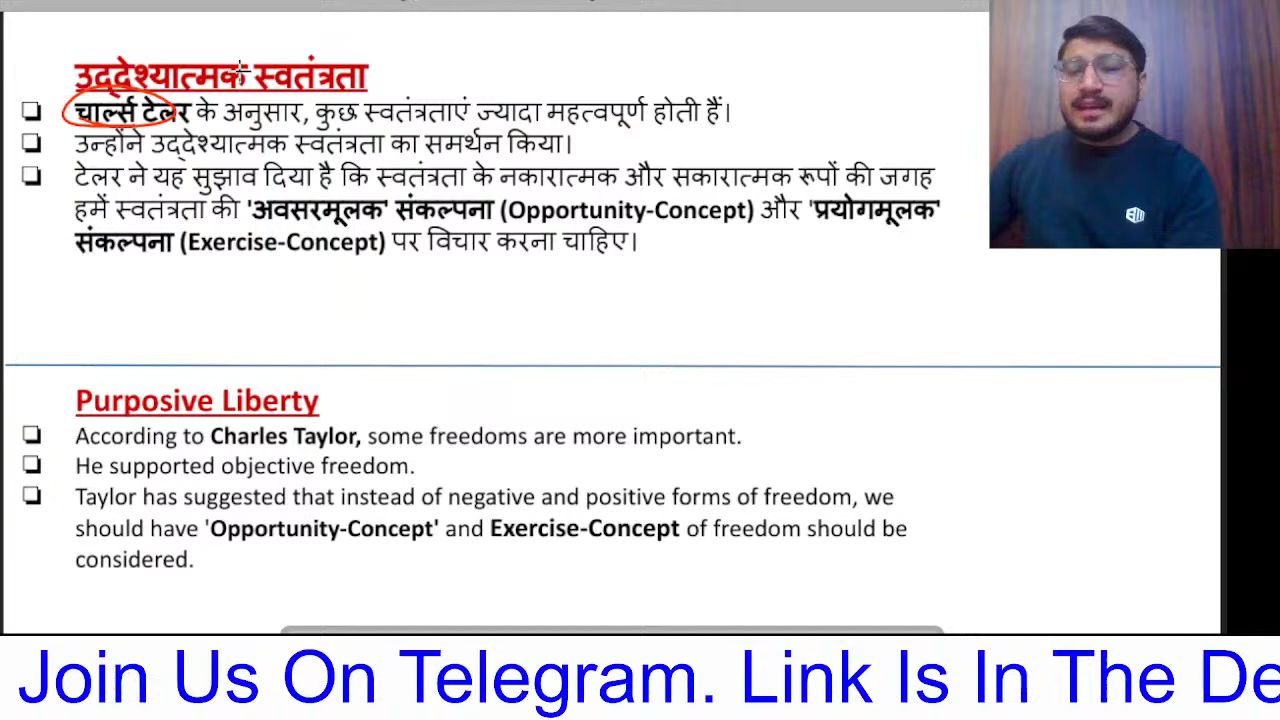 उद्देश्यात्मक स्वतंत्रता
❑ चार्ल्स टेलर के अनुसार, कुछ स्वतंत्रताएं ज्यादा महत्वपूर्ण होती हैं।
❑ उन्होंने उद्देश्यात्मक स्वतंत्रता का समर्थन किया।
❑ टेलर ने यह सुझाव दिया है कि स्वतंत्रता के नकारात्मक और सकारात्मक रूपों की जगह
हमें स्वतंत्रता की 'अवसरमूलक' संकल्पना (Opportunity-Concept) और 'प्रयोगमूलक'
संकल्पना (Exercise-Concept) पर विचार करना चाहिए।
Purposive Liberty
❑ According to Charles Taylor, some freedoms are more important.
❑ He supported objective freedom.
❑ Taylor has suggested that instead of negative and positive forms of freedom, we
should have 'Opportunity-Concept' and Exercise-Concept of freedom should be
considered.
Join Us On Telegram. Link Is In The De